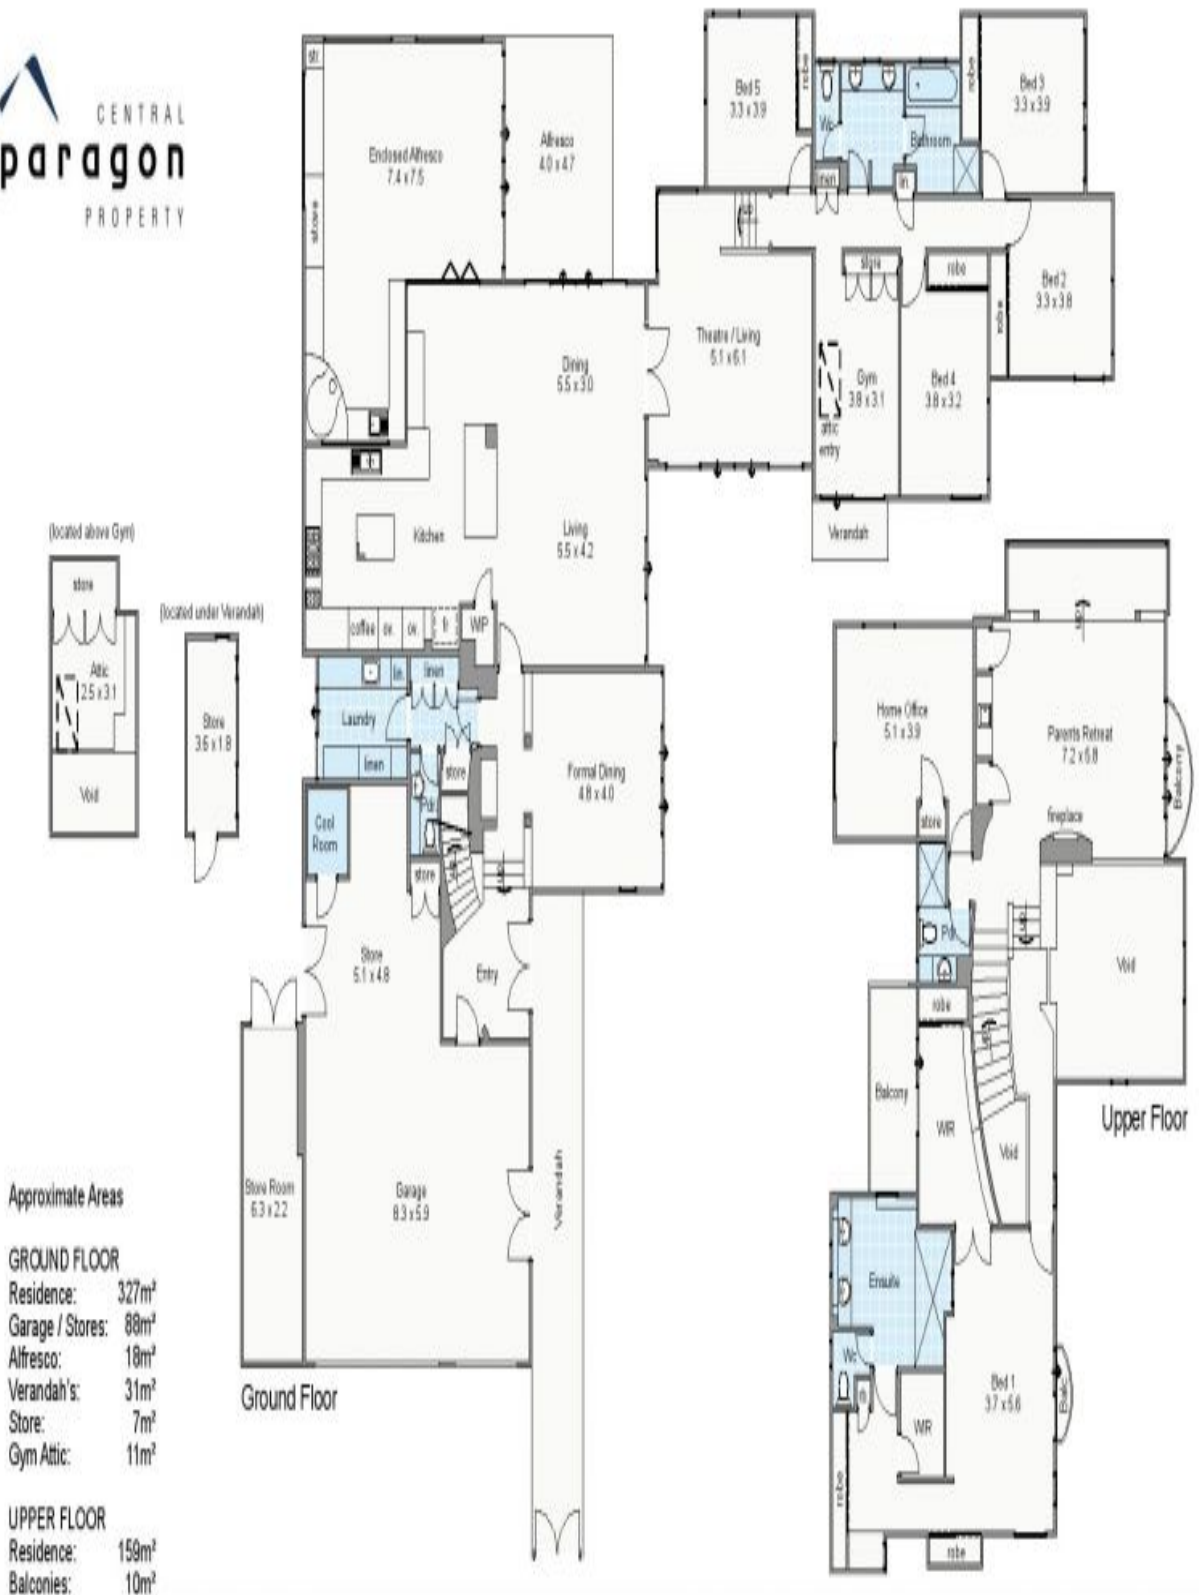 CENTRAL
paragon
PROPERTY
str
store
Enclosed Alfresco
7.4 x 7.5
Alfresco
4.0 x 4.7
Bed 5
3.3 x 3.9
robe
Wc
Bathroom
robe
Bed 3
3.3 x 3.9
linen
lin.
up
store
robe
robe
Bed 2
3.3 x 3.8
Theatre / Living
5.1 x 6.1
Gym
3.8 x 3.1
attic
entry
Bed 4
3.8 x 3.2
Verandah
Dining
5.5 x 3.0
Kitchen
Living
5.5 x 4.2
coffee
ov.
ov.
fr
WIP
(located above Gym)
store
Attic
2.5 x 3.1
Void
(located under Verandah)
Store
3.6 x 1.8
lin.
linen
Laundry
linen
store
Pdr
Formal Dining
4.8 x 4.0
Cool
Room
store
up
up
Store
5.1 x 4.8
Entry
Store Room
6.3 x 2.2
Garage
8.3 x 5.9
Verandah
Ground Floor
up
Home Office
5.1 x 3.9
Parents Retreat
7.2 x 6.8
Balcony
store
fireplace
Pdr
up
Void
robe
up
Balcony
WIR
Void
Upper Floor
Ensuite
Wc
Bed 1
3.7 x 5.6
Balc
WIR
robe
robe
Approximate Areas
GROUND FLOOR
Residence: 327m²
Garage / Stores: 88m²
Alfresco: 18m²
Verandah's: 31m²
Store: 7m²
Gym Attic: 11m²
UPPER FLOOR
Residence: 159m²
Balconies: 10m²